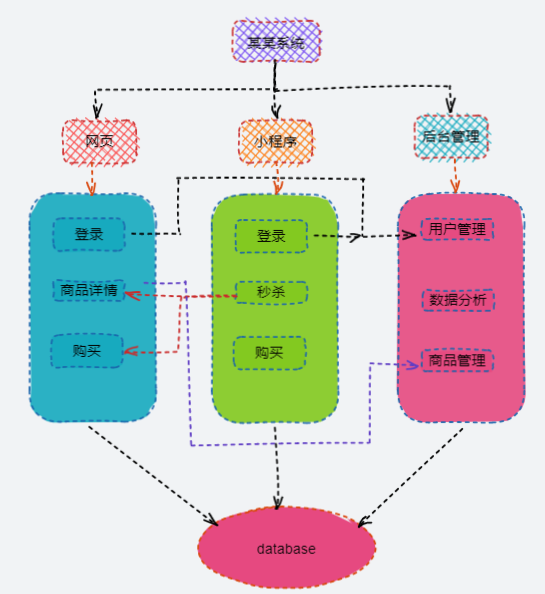 某某系统
网页
小程序
后台管理
登录
商品详情
购买
登录
秒杀
购买
用户管理
数据分析
商品管理
database